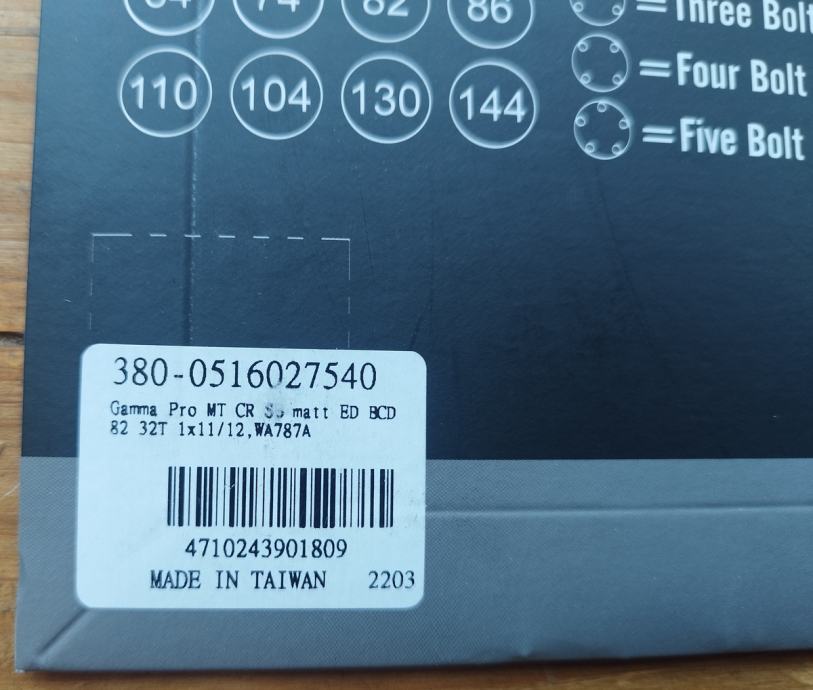 74 82 86
= Three Bolt
110 104 130 144
= Four Bolt
= Five Bolt
380-0516027540
Gamma Pro MT CR matt ED BCD
82 32T 1x11/12,WA787A
4710243901809
MADE IN TAIWAN 2203